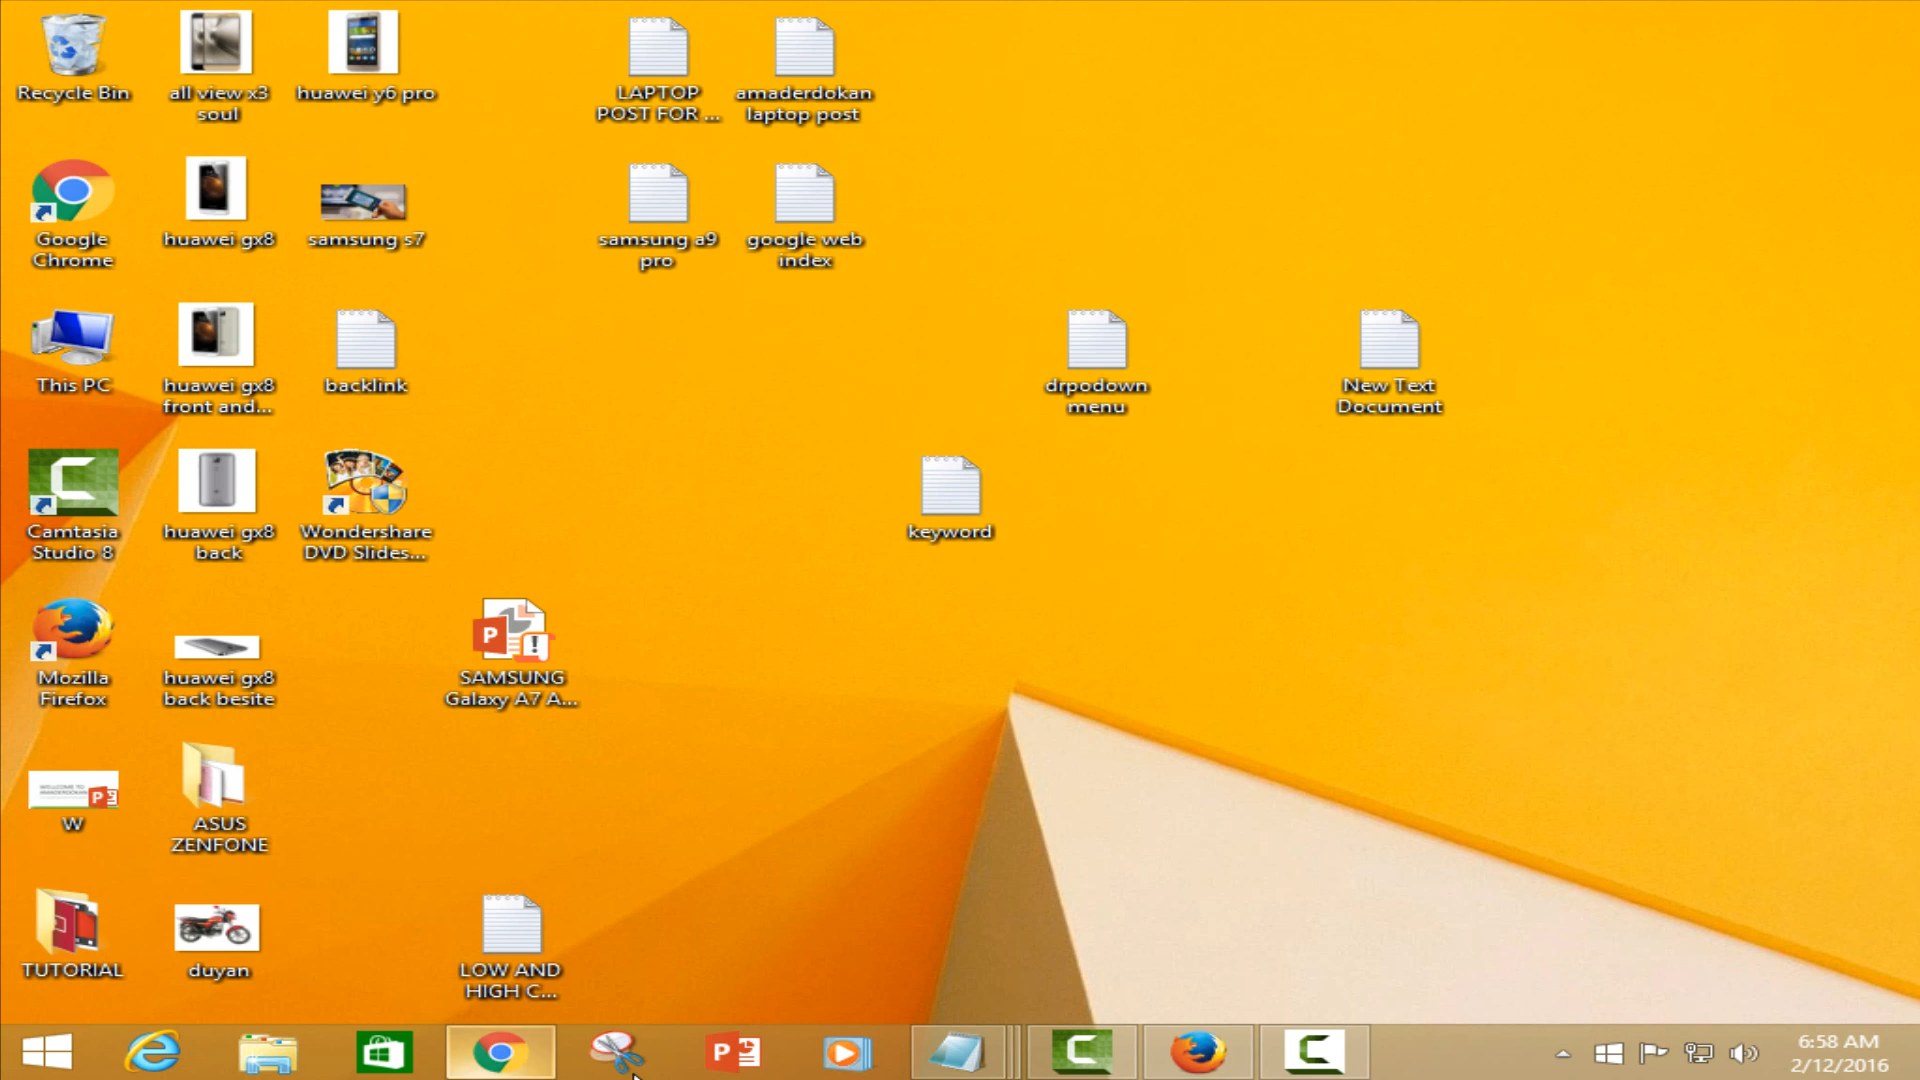 Recycle Bin
all view x3
soul
huawei y6 pro
LAPTOP
POST FOR ...
amaderdokan
laptop post
Google
Chrome
huawei gx8
samsung s7
samsung a9
pro
google web
index
This PC
huawei gx8
front and...
backlink
drpodown
menu
New Text
Document
Camtasia
Studio 8
huawei gx8
back
Wondershare
DVD Slides...
keyword
Mozilla
Firefox
huawei gx8
back besite
SAMSUNG
Galaxy A7 A...
W
ASUS
ZENFONE
TUTORIAL
duyan
LOW AND
HIGH C...
6:58 AM
2/12/2016